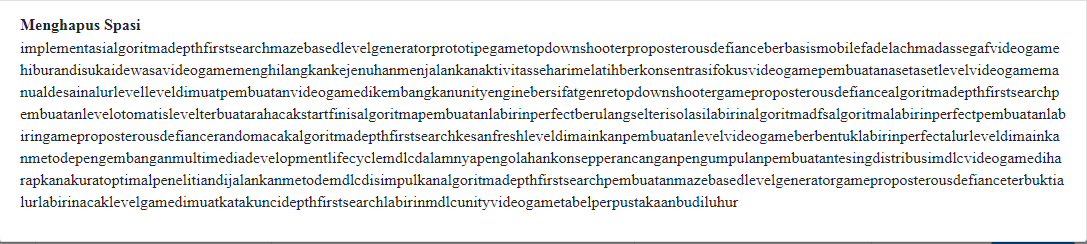 Menghapus Spasi
implementasialgoritmadepthfirstsearchmazebasedlevelgeneratorprototipegametopdownshooterproposterousdefianceberbasismobilefadelachmadassegafvideogame
hiburandisukaidewasavideogamemenghilangkankejenuhanmenjalankanaktivitasseharimelatihberkonsentrasifokusvideogamepembuatanasetasetlevelvideogamema
nualdesainalurlevelleveldimuatpembuatanvideogamedikembangkanunityenginebersifatgenretopdownshootergameproposterousdefiancealgoritmadepthfirstsearchp
embuatanlevelotomatislevelterbuatarahacakstartfinisalgoritmapembuatanlabirinperfectberulangselterisolasilabirinalgoritmadfsalgoritmalabirinperfectpembuatanlab
iringameproposterousdefiancerandomacakalgoritmadepthfirstsearchkesanfreshleveldimainkanpembuatanlevelvideogameberbentuklabirinperfectalurleveldimainka
nmetodepengembanganmultimediadevelopmentlifecyclemdlcdalamnyapengolahankonsepperancanganpengumpulanpembuatantesingdistribusimdlcvideogamediha
rapkanakuratoptimalpenelitiandijalankanmetodemdlcdisimpulkanalgoritmadepthfirstsearchpembuatanmazebasedlevelgeneratorgameproposterousdefianceterbuktia
lurlabirinacaklevelgamedimuatkatakuncidepthfirstsearchlabirinmdlcunityvideogametabelperpustakaanbudiluhur